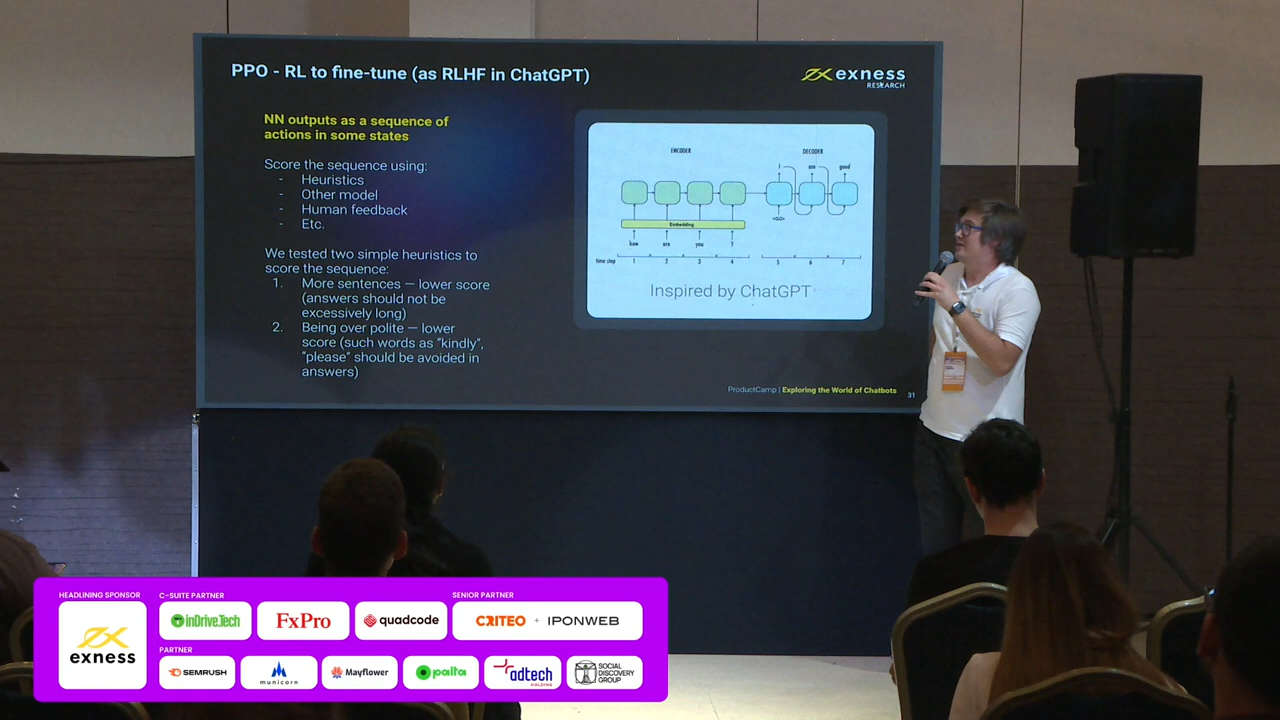 PPO - RL to fine-tune (as RLHF in ChatGPT)
exness
RESEARCH
NN outputs as a sequence of
actions in some states
Score the sequence using:
- Heuristics
- Other model
- Human feedback
- Etc.
We tested two simple heuristics to
score the sequence:
1. More sentences — lower score
(answers should not be
excessively long)
2. Being over polite — lower
score (such words as "kindly",
"please" should be avoided in
answers)
ENCODER
DECODER
I am good
Embedding
<GO>
how are you ?
time step 1 2 3 4 5 6 7
Inspired by ChatGPT
ProductCamp | Exploring the World of Chatbots
31
HEADLINING SPONSOR
exness
C-SUITE PARTNER
inDrive.Tech
FxPro
quadcode
SENIOR PARTNER
CRITEO + IPONWEB
PARTNER
SEMRUSH
municorn
Mayflower
palta
adtech
HOLDING
SOCIAL
DISCOVERY
GROUP